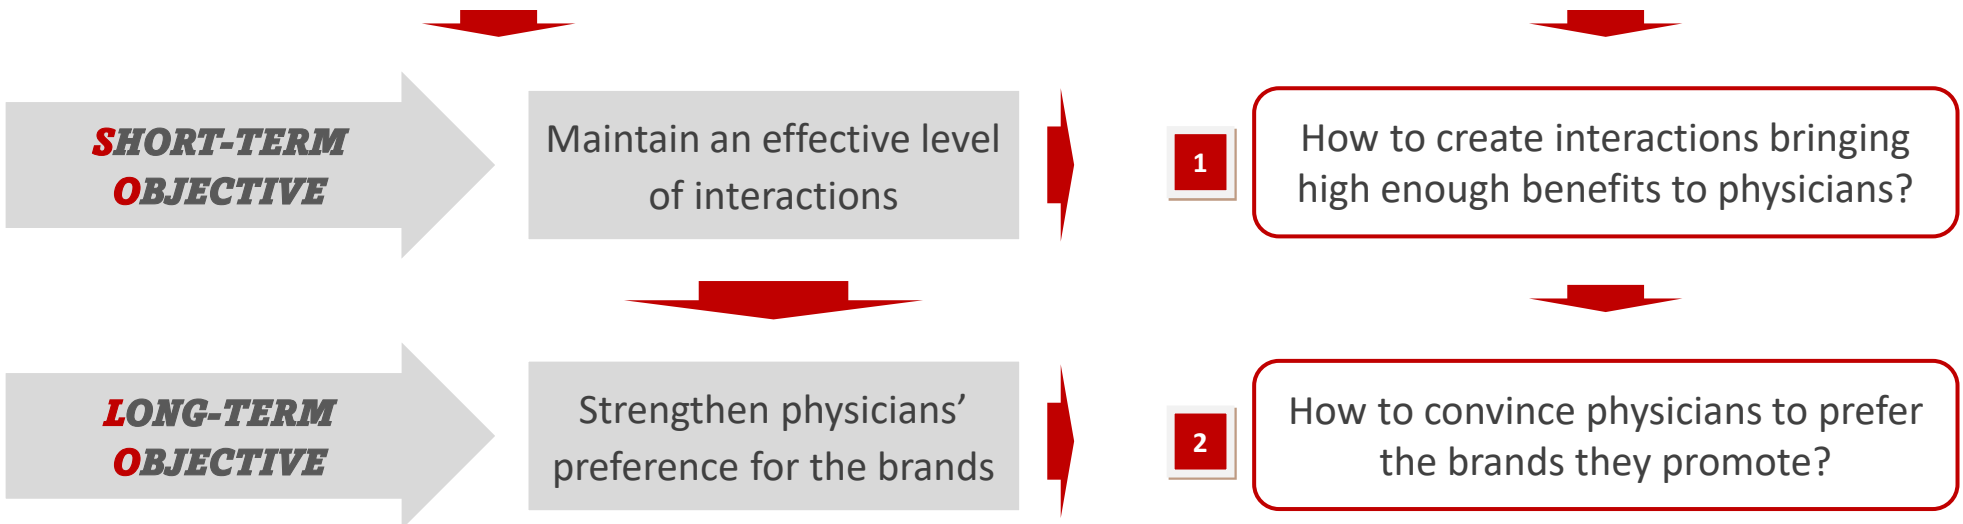 SHORT-TERM
OBJECTIVE
Maintain an effective level
of interactions
1
How to create interactions bringing
high enough benefits to physicians?
LONG-TERM
OBJECTIVE
Strengthen physicians’
preference for the brands
2
How to convince physicians to prefer
the brands they promote?